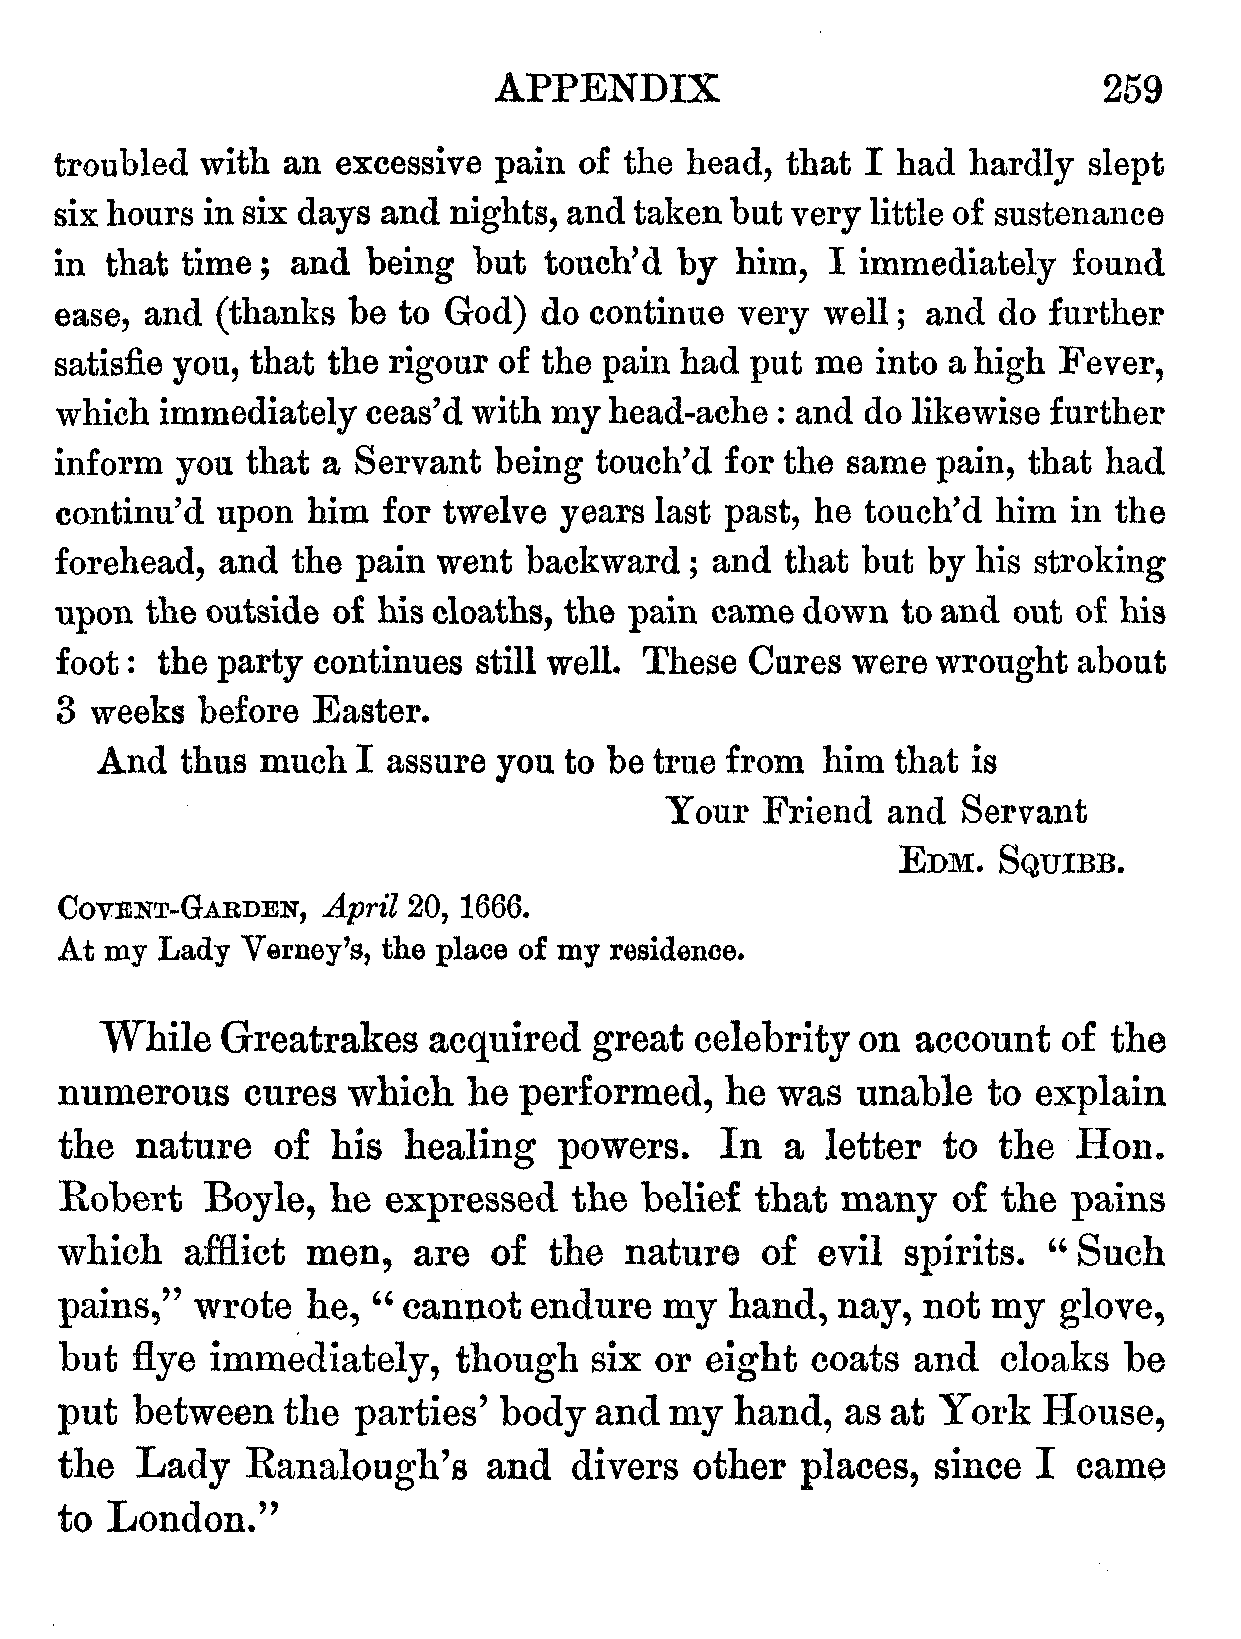 APPENDIX 259
troubled with an excessive pain of the head, that I had hardly slept
six hours in six days and nights, and taken but very little of sustenance
in that time; and being but touch'd by him, I immediately found
ease, and (thanks be to God) do continue very well; and do further
satisfie you, that the rigour of the pain had put me into a high Fever,
which immediately ceas'd with my head-ache: and do likewise further
inform you that a Servant being touch'd for the same pain, that had
continu'd upon him for twelve years last past, he touch'd him in the
forehead, and the pain went backward; and that but by his stroking
upon the outside of his cloaths, the pain came down to and out of his
foot: the party continues still well. These Cures were wrought about
3 weeks before Easter.
And thus much I assure you to be true from him that is
Your Friend and Servant
EDM. SQUIBB.
COVENT-GARDEN, April 20, 1666.
At my Lady Verney's, the place of my residence.
While Greatrakes acquired great celebrity on account of the
numerous cures which he performed, he was unable to explain
the nature of his healing powers. In a letter to the Hon.
Robert Boyle, he expressed the belief that many of the pains
which afflict men, are of the nature of evil spirits. "Such
pains," wrote he, "cannot endure my hand, nay, not my glove,
but flye immediately, though six or eight coats and cloaks be
put between the parties' body and my hand, as at York House,
the Lady Ranalough's and divers other places, since I came
to London."